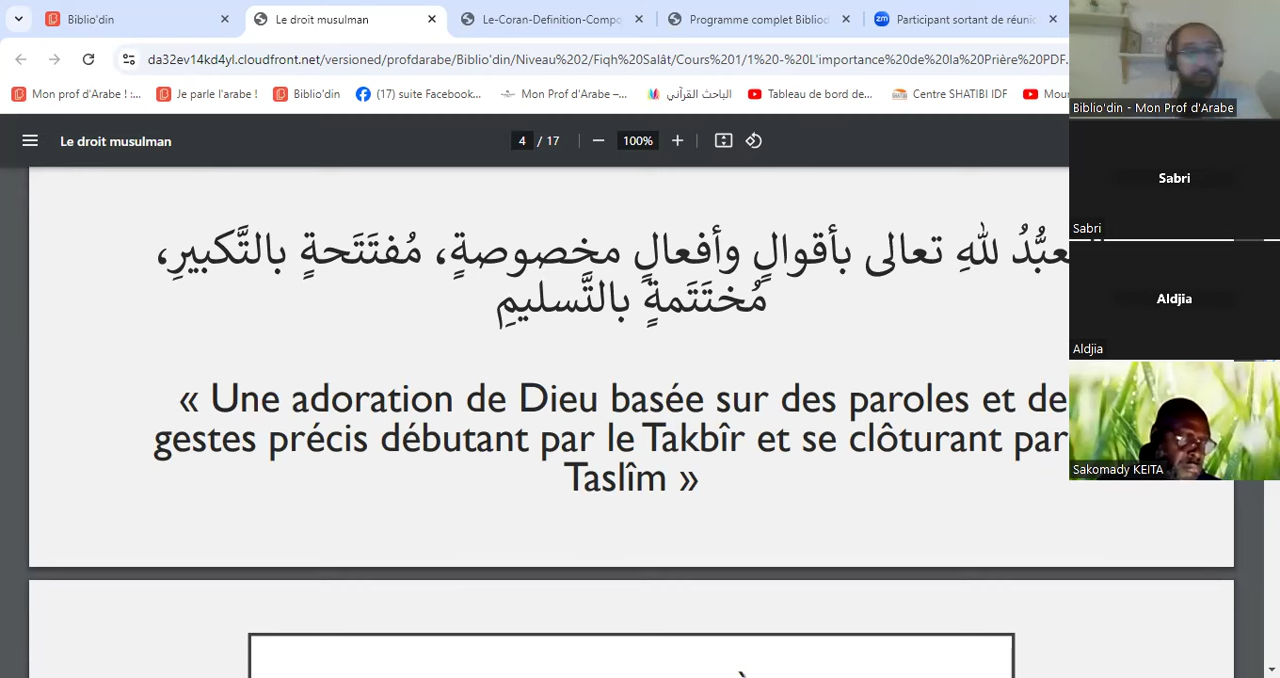 Biblio'din
Le droit musulman
Le-Coran-Definition-Compo
Programme complet Bibliod
zm
Participant sortant de réunio
da32ev14kd4yl.cloudfront.net/versioned/profdarabe/Biblio'din/Niveau%202/Fiqh%20Salât/Cours%201/1%20-%20L'importance%20de%20la%20Prière%20PDF.
Mon prof d'Arabe ! :...
Je parle l'arabe !
Biblio'din
(17) suite Facebook...
Mon Prof d'Arabe –...
الباحث القرآني
Tableau de bord de...
Centre SHATIBI IDF
Mour
Le droit musulman
4 / 17
100%
عبُّدُ للهِ تعالى بأقوالٍ وأفعالٍ مخصوصةٍ، مُفتَتَحةٍ بالتَّكبيرِ،
مُختَتَمةٍ بالتَّسليمِ
« Une adoration de Dieu basée sur des paroles et de
gestes précis débutant par le Takbîr et se clôturant par
Taslîm »
Biblio'din - Mon Prof d'Arabe
Sabri
Sabri
Aldjia
Aldjia
Sakomady KEITA